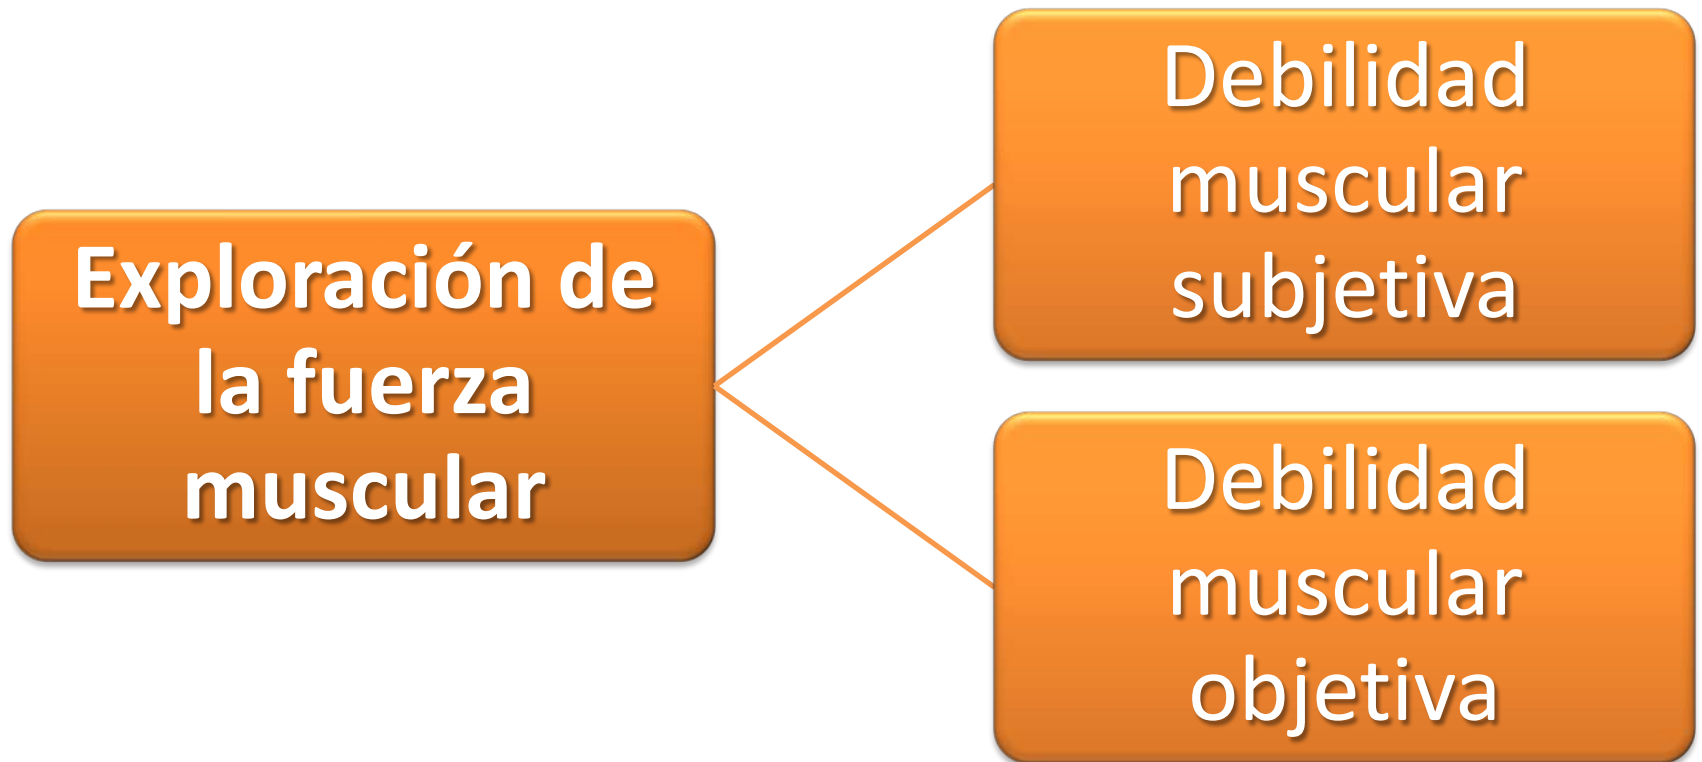 Exploración de
la fuerza
muscular
Debilidad
muscular
subjetiva
Debilidad
muscular
objetiva